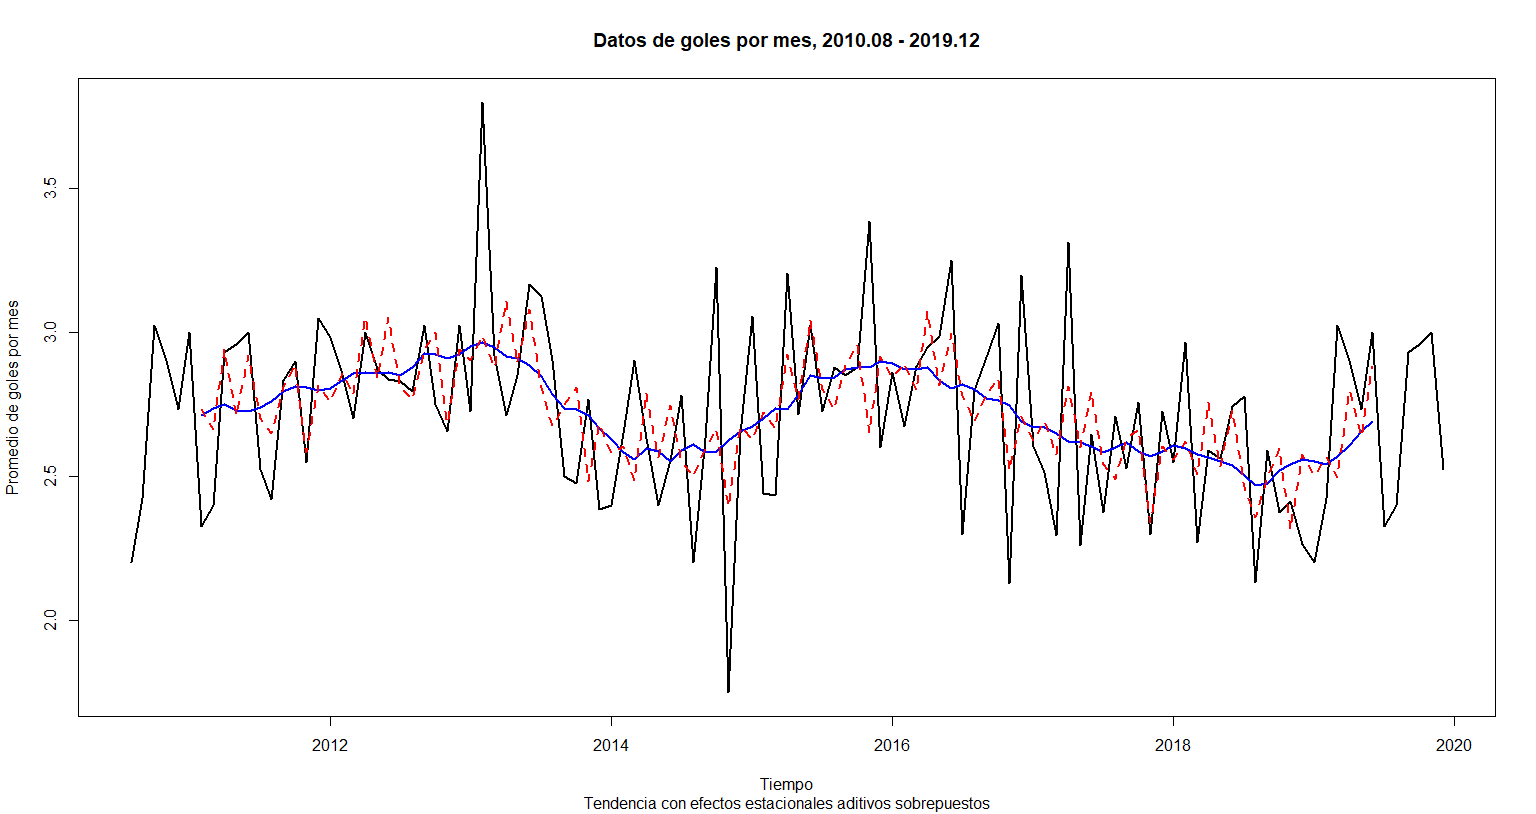 Datos de goles por mes, 2010.08 - 2019.12
Promedio de goles por mes
3.5
3.0
2.5
2.0
2012
2014
2016
2018
2020
Tiempo
Tendencia con efectos estacionales aditivos sobrepuestos